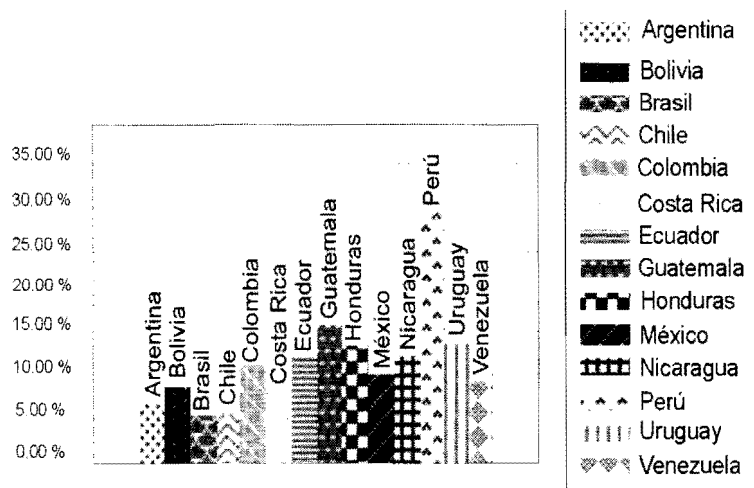 35.00 %
30.00 %
25.00 %
20.00 %
15.00 %
10.00 %
5.00 %
0.00 %
Argentina
Bolivia
Brasil
Chile
Colombia
Costa Rica
Ecuador
Guatemala
Honduras
México
Nicaragua
Perú
Uruguay
Venezuela
Argentina
Bolivia
Brasil
Chile
Colombia
Costa Rica
Ecuador
Guatemala
Honduras
México
Nicaragua
Perú
Uruguay
Venezuela